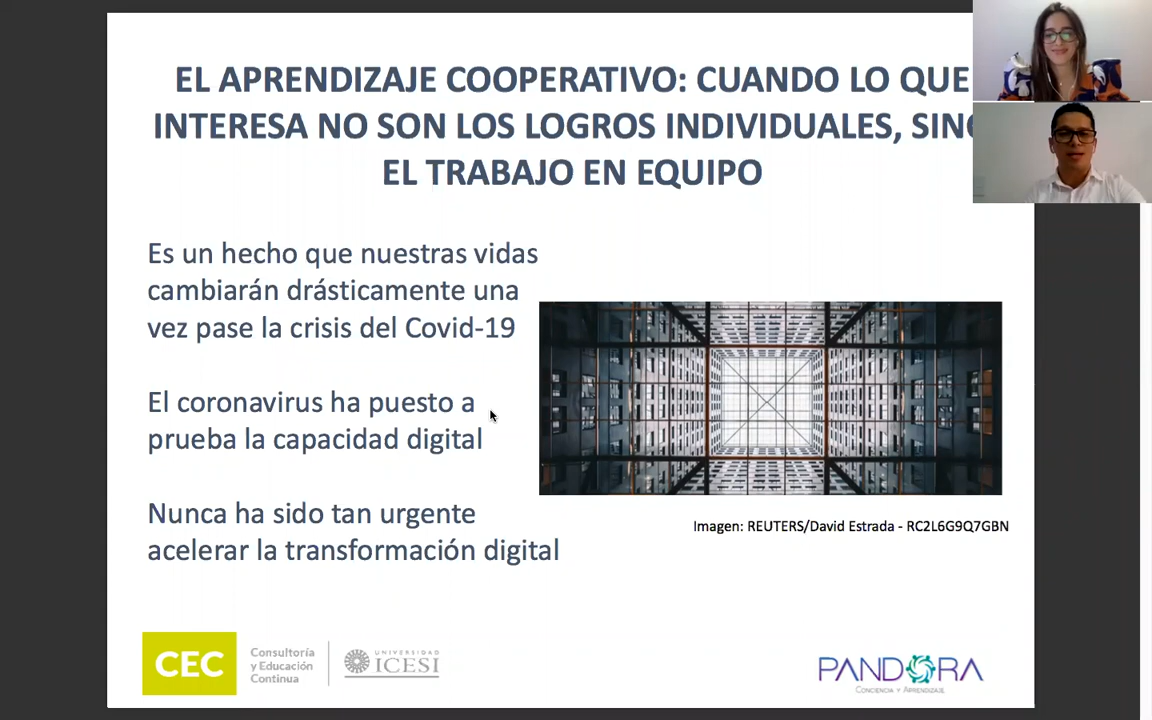 EL APRENDIZAJE COOPERATIVO: CUANDO LO QUE
INTERESA NO SON LOS LOGROS INDIVIDUALES, SINO
EL TRABAJO EN EQUIPO
Es un hecho que nuestras vidas
cambiarán drásticamente una
vez pase la crisis del Covid-19
El coronavirus ha puesto a
prueba la capacidad digital
Nunca ha sido tan urgente
acelerar la transformación digital
Imagen: REUTERS/David Estrada - RC2L6G9Q7GBN
CEC
Consultoría
y Educación
Continua
UNIVERSIDAD
ICESI
PANDORA
CONCIENCIA Y APRENDIZAJE